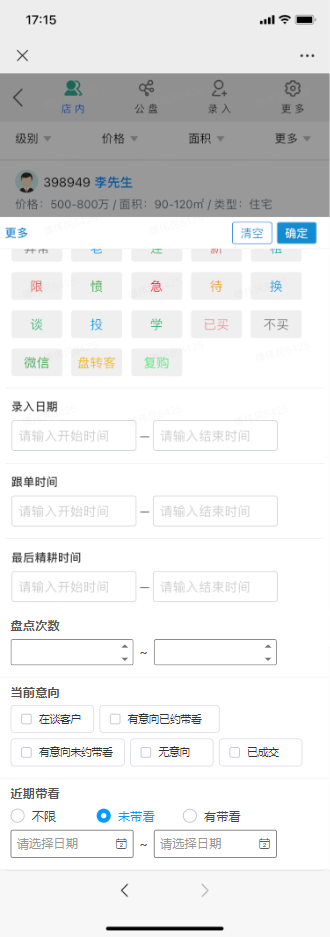 17:15
店内 公盘 录入 更多
级别 价格 面积 更多
398949 李先生
价格：500-800万 / 面积：90-120㎡ / 类型：住宅
更多 清空 确定
限 愤 急 待 换
谈 投 学 已买 不买
微信 盘转客 复购
录入日期
请输入开始时间 — 请输入结束时间
跟单时间
请输入开始时间 — 请输入结束时间
最后精耕时间
请输入开始时间 — 请输入结束时间
盘点次数
~
当前意向
在谈客户 有意向已约带看
有意向未约带看 无意向 已成交
近期带看
不限 未带看 有带看
请选择日期 ~ 请选择日期